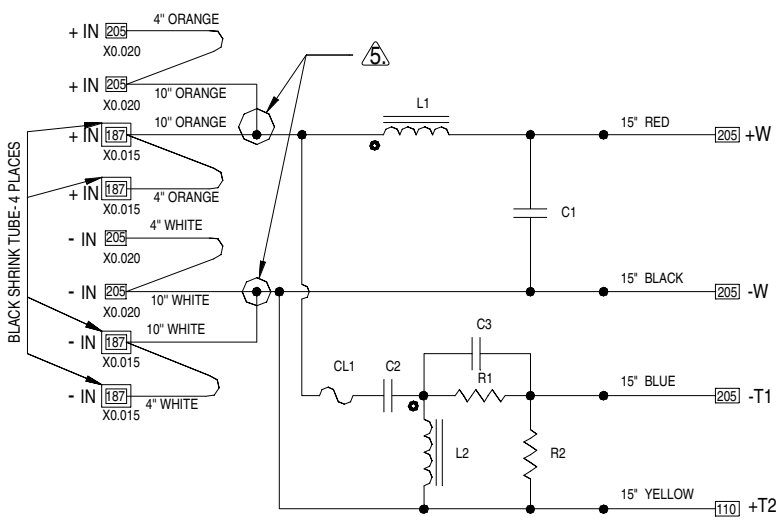 4" ORANGE
+ IN 205
X0.020
+ IN 205
X0.020
10" ORANGE
10" ORANGE
+ IN 187
X0.015
+ IN 187
X0.015
4" ORANGE
4" WHITE
- IN 205
X0.020
- IN 205
X0.020
10" WHITE
10" WHITE
- IN 187
X0.015
- IN 187
X0.015
4" WHITE
BLACK SHRINK TUBE-4 PLACES
5.
L1
15" RED
205 +W
C1
15" BLACK
205 -W
C3
CL1
C2
R1
15" BLUE
205 -T1
L2
R2
15" YELLOW
110 +T2